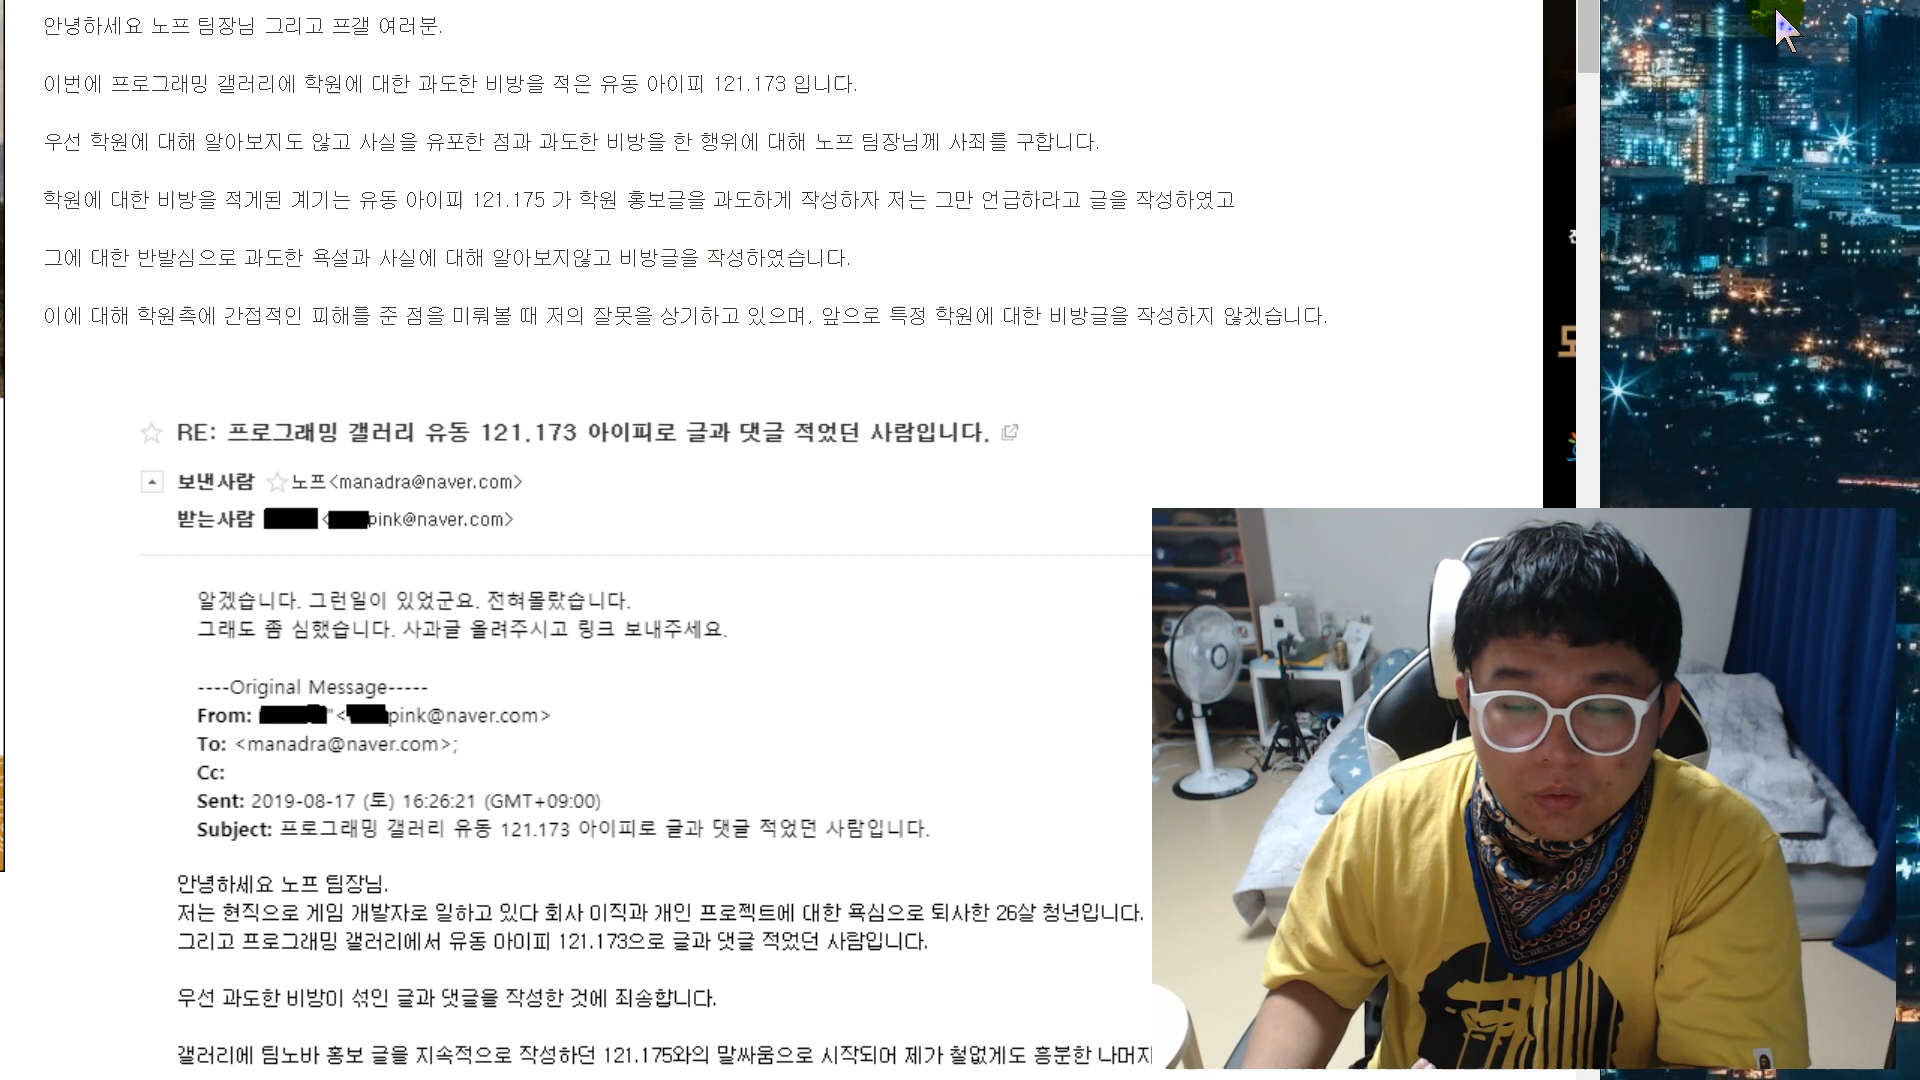 안녕하세요 노프 팀장님 그리고 프갤 여러분.
이번에 프로그래밍 갤러리에 학원에 대한 과도한 비방을 적은 유동 아이피 121.173 입니다.
우선 학원에 대해 알아보지도 않고 사실을 유포한 점과 과도한 비방을 한 행위에 대해 노프 팀장님께 사죄를 구합니다.
학원에 대한 비방을 적게된 계기는 유동 아이피 121.175 가 학원 홍보글을 과도하게 작성하자 저는 그만 언급하라고 글을 작성하였고
그에 대한 반발심으로 과도한 욕설과 사실에 대해 알아보지않고 비방글을 작성하였습니다.
이에 대해 학원측에 간접적인 피해를 준 점을 미뤄볼 때 저의 잘못을 상기하고 있으며, 앞으로 특정 학원에 대한 비방글을 작성하지 않겠습니다.
RE: 프로그래밍 갤러리 유동 121.173 아이피로 글과 댓글 적었던 사람입니다.
보낸사람 노프<manadra@naver.com>
받는사람 < pink@naver.com>
알겠습니다. 그런일이 있었군요. 전혀몰랐습니다.
그래도 좀 심했습니다. 사과글 올려주시고 링크 보내주세요.
----Original Message-----
From: "< pink@naver.com>
To: <manadra@naver.com>;
Cc:
Sent: 2019-08-17 (토) 16:26:21 (GMT+09:00)
Subject: 프로그래밍 갤러리 유동 121.173 아이피로 글과 댓글 적었던 사람입니다.
안녕하세요 노프 팀장님.
저는 현직으로 게임 개발자로 일하고 있다 회사 이직과 개인 프로젝트에 대한 욕심으로 퇴사한 26살 청년입니다.
그리고 프로그래밍 갤러리에서 유동 아이피 121.173으로 글과 댓글 적었던 사람입니다.
우선 과도한 비방이 섞인 글과 댓글을 작성한 것에 죄송합니다.
갤러리에 팀노바 홍보 글을 지속적으로 작성하던 121.175와의 말싸움으로 시작되어 제가 철없게도 흥분한 나머지